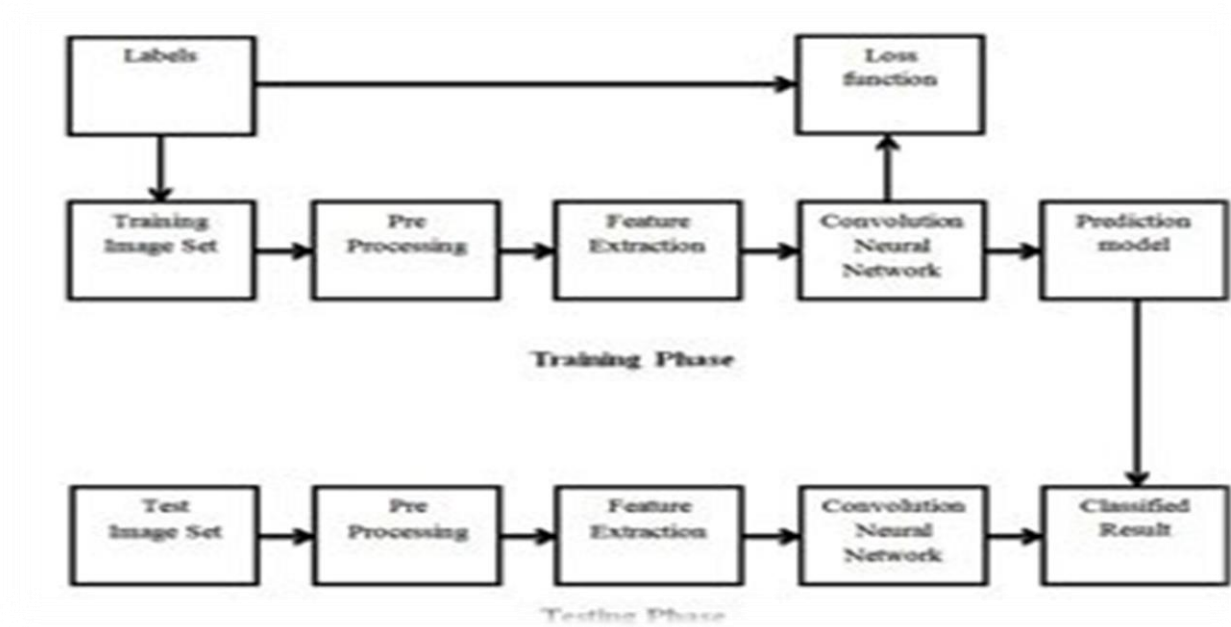 Labels
Loss
function
Training
Image Set
Pre
Processing
Feature
Extraction
Convolution
Neural
Network
Prediction
model
Training Phase
Test
Image Set
Pre
Processing
Feature
Extraction
Convolution
Neural
Network
Classified
Result
Testing Phase